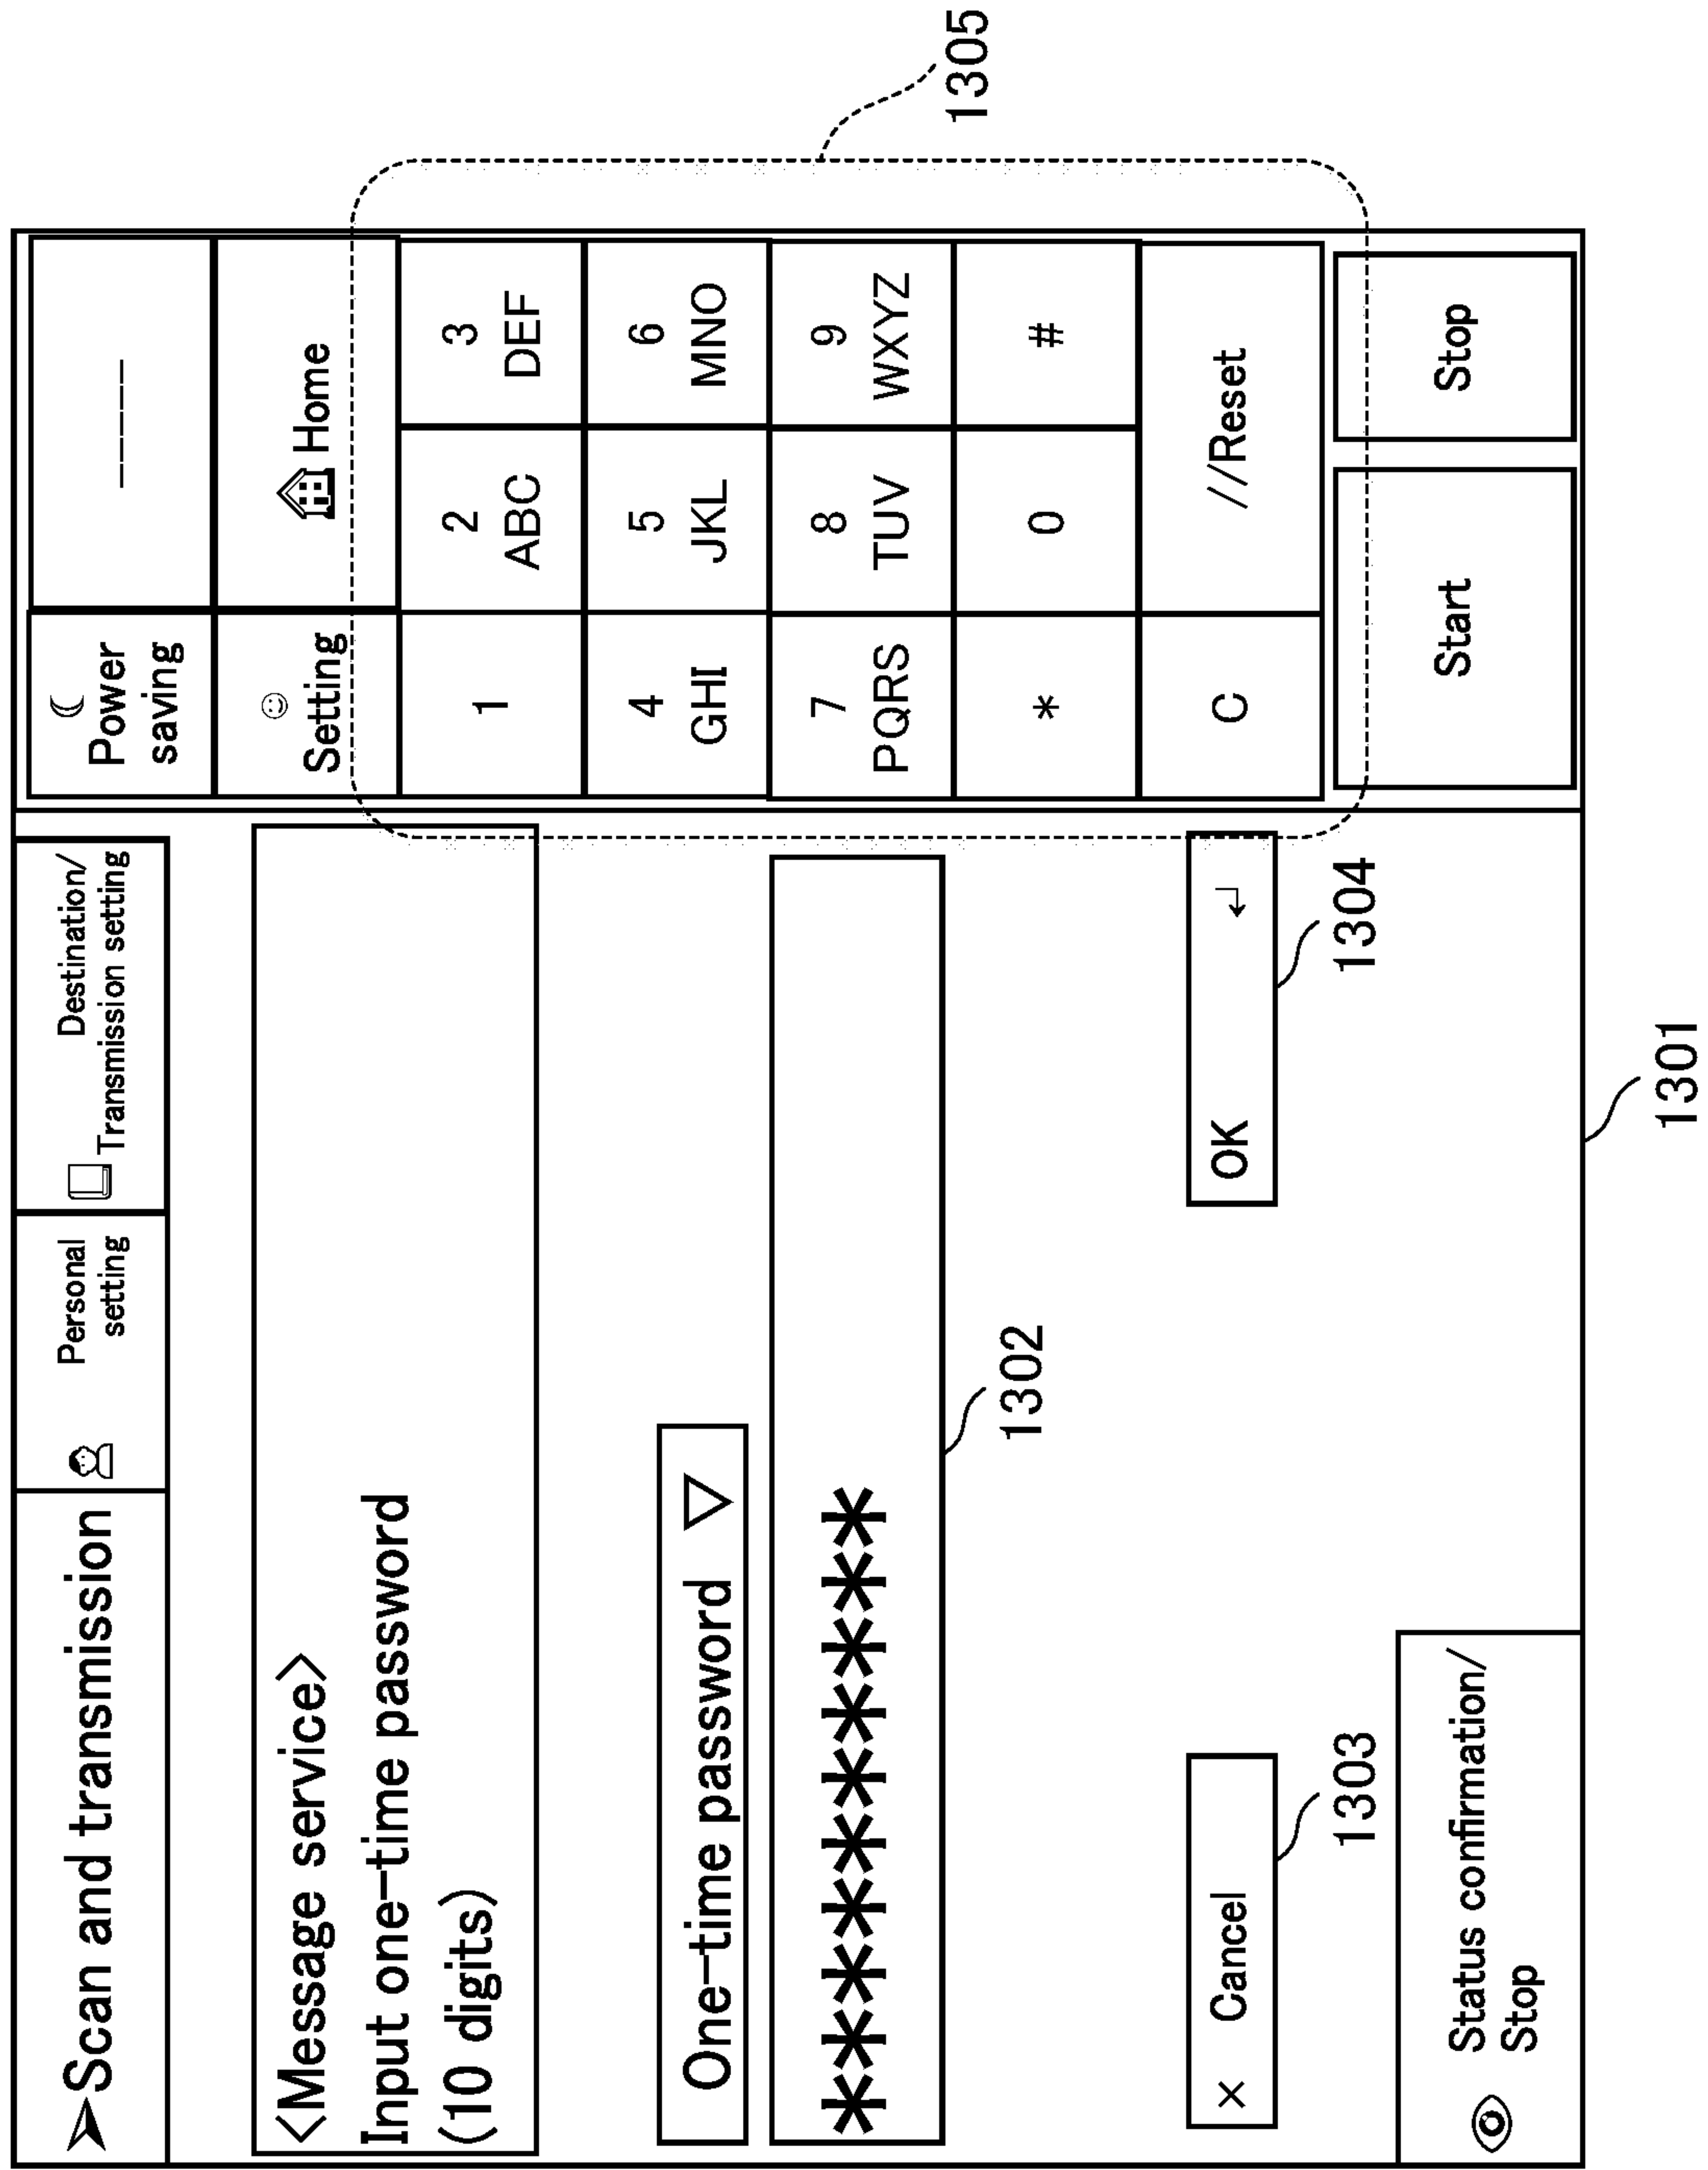 Scan and transmission
Personal
setting
Destination/
Transmission setting
Power
saving
------
Setting
Home
<Message service>
Input one-time password
(10 digits)
One-time password ▽
**********
1302
× Cancel
1303
OK ↵
1304
Status confirmation/
Stop
1301
1
2
ABC
3
DEF
4
GHI
5
JKL
6
MNO
7
PQRS
8
TUV
9
WXYZ
*
0
#
C
//Reset
Start
Stop
1305